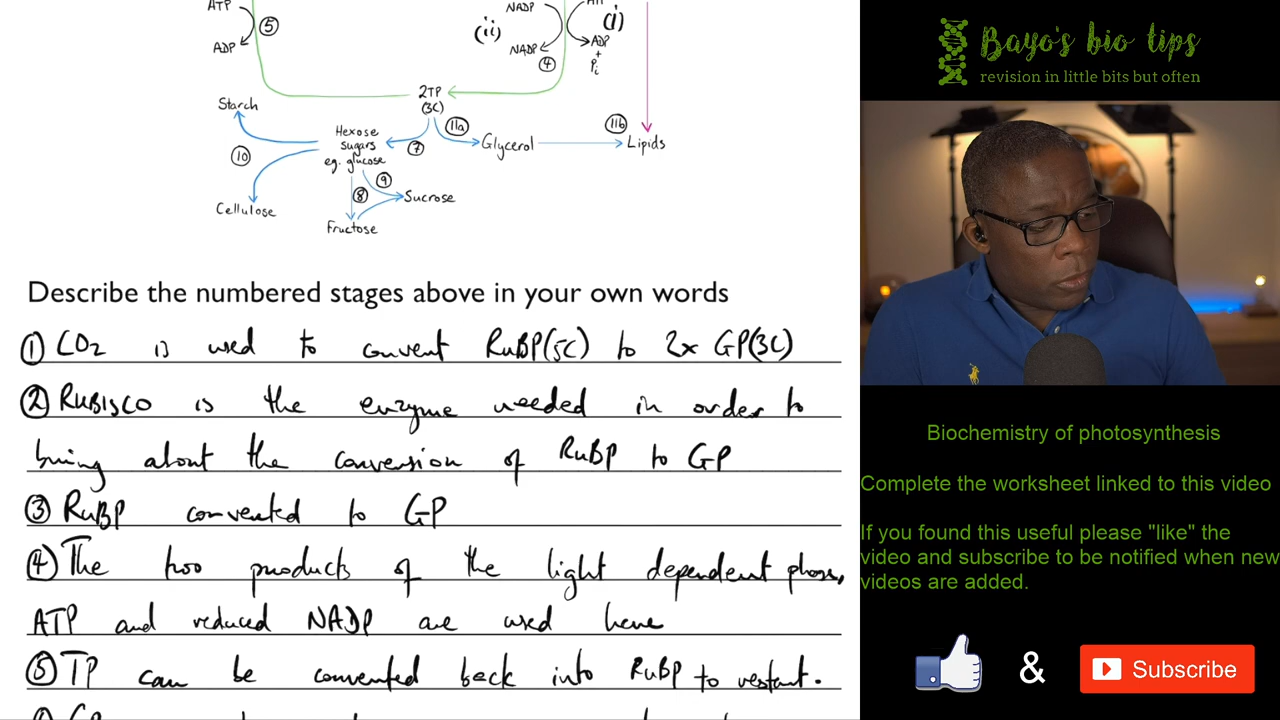 ATP
ADP
⑤
NADP
NADP
(ii)
④
(i)
ADP
+
Pi
2TP
(3C)
Starch
Hexose
sugars
eg. glucose
⑦
11a
Glycerol
11b
Lipids
⑩
⑨
⑧
Sucrose
Cellulose
Fructose
Describe the numbered stages above in your own words
① CO2 is used to convert RuBP(5C) to 2x GP(3C)
② RUBISCO is the enzyme needed in order to
bring about the conversion of RuBP to GP
③ RuBP converted to GP
④ The two products of the light dependent phase,
ATP and reduced NADP are used here
⑤ TP can be converted back into RuBP to restart.
Bayo's bio tips
revision in little bits but often
Biochemistry of photosynthesis
Complete the worksheet linked to this video
If you found this useful please "like" the
video and subscribe to be notified when new
videos are added.
& Subscribe